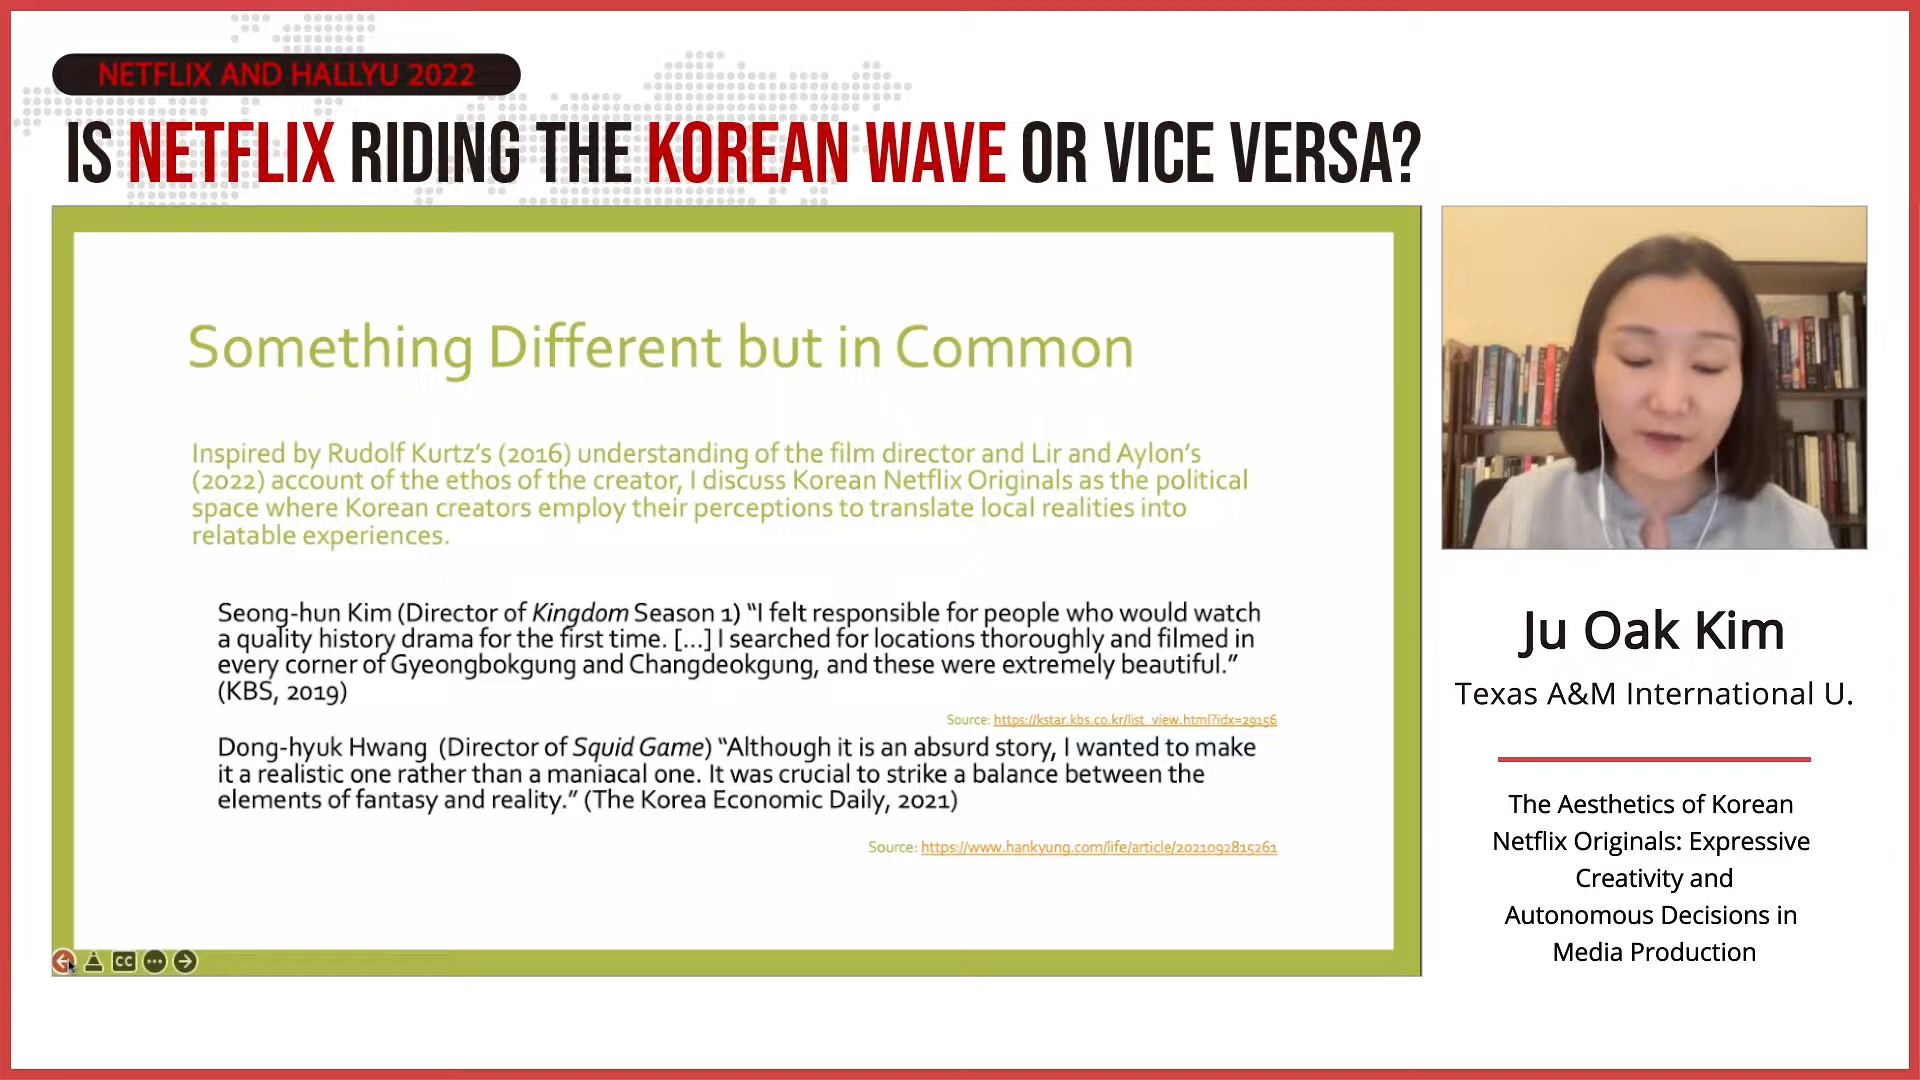 NETFLIX AND HALLYU 2022
IS NETFLIX RIDING THE KOREAN WAVE OR VICE VERSA?
Something Different but in Common
Inspired by Rudolf Kurtz’s (2016) understanding of the film director and Lir and Aylon’s
(2022) account of the ethos of the creator, I discuss Korean Netflix Originals as the political
space where Korean creators employ their perceptions to translate local realities into
relatable experiences.
Seong-hun Kim (Director of Kingdom Season 1) “I felt responsible for people who would watch
a quality history drama for the first time. [...] I searched for locations thoroughly and filmed in
every corner of Gyeongbokgung and Changdeokgung, and these were extremely beautiful.”
(KBS, 2019)
Source: https://kstar.kbs.co.kr/list_view.html?idx=29156
Dong-hyuk Hwang (Director of Squid Game) “Although it is an absurd story, I wanted to make
it a realistic one rather than a maniacal one. It was crucial to strike a balance between the
elements of fantasy and reality.” (The Korea Economic Daily, 2021)
Source: https://www.hankyung.com/life/article/2021092815261
CC
Ju Oak Kim
Texas A&M International U.
The Aesthetics of Korean
Netflix Originals: Expressive
Creativity and
Autonomous Decisions in
Media Production